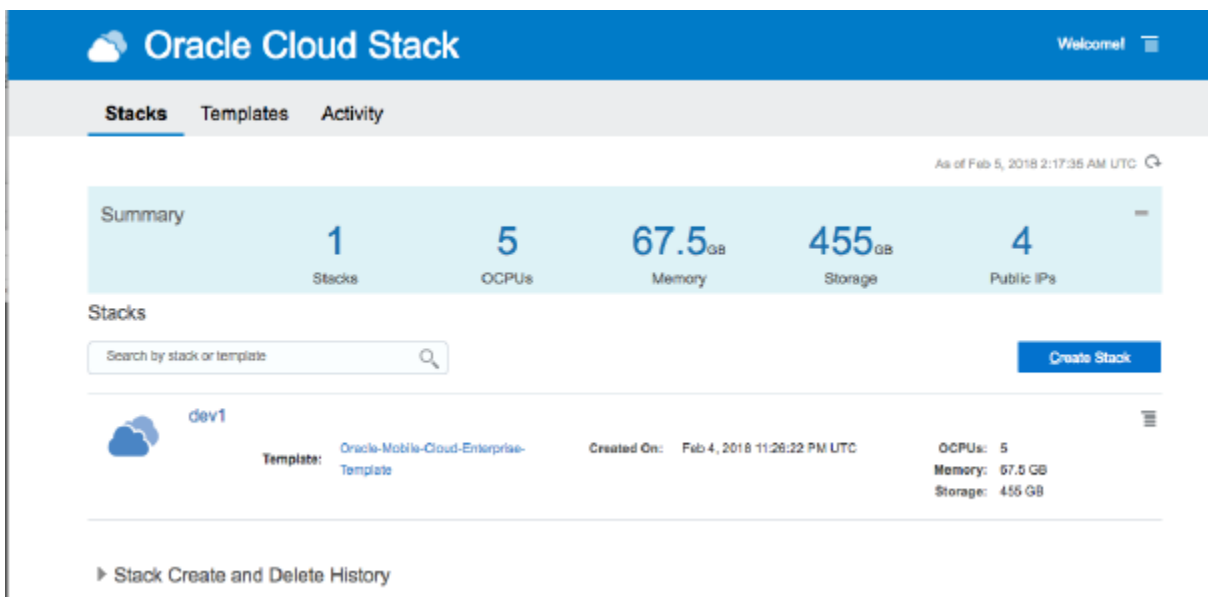 Oracle Cloud Stack
Welcome!
Stacks Templates Activity
As of Feb 5, 2018 2:17:35 AM UTC
Summary
1 5 67.5GB 455GB 4
Stacks OCPUs Memory Storage Public IPs
Stacks
Search by stack or template
Create Stack
dev1
Template: Oracle-Mobile-Cloud-Enterprise-
Template
Created On: Feb 4, 2018 11:26:22 PM UTC
OCPUs: 5
Memory: 67.5 GB
Storage: 455 GB
Stack Create and Delete History